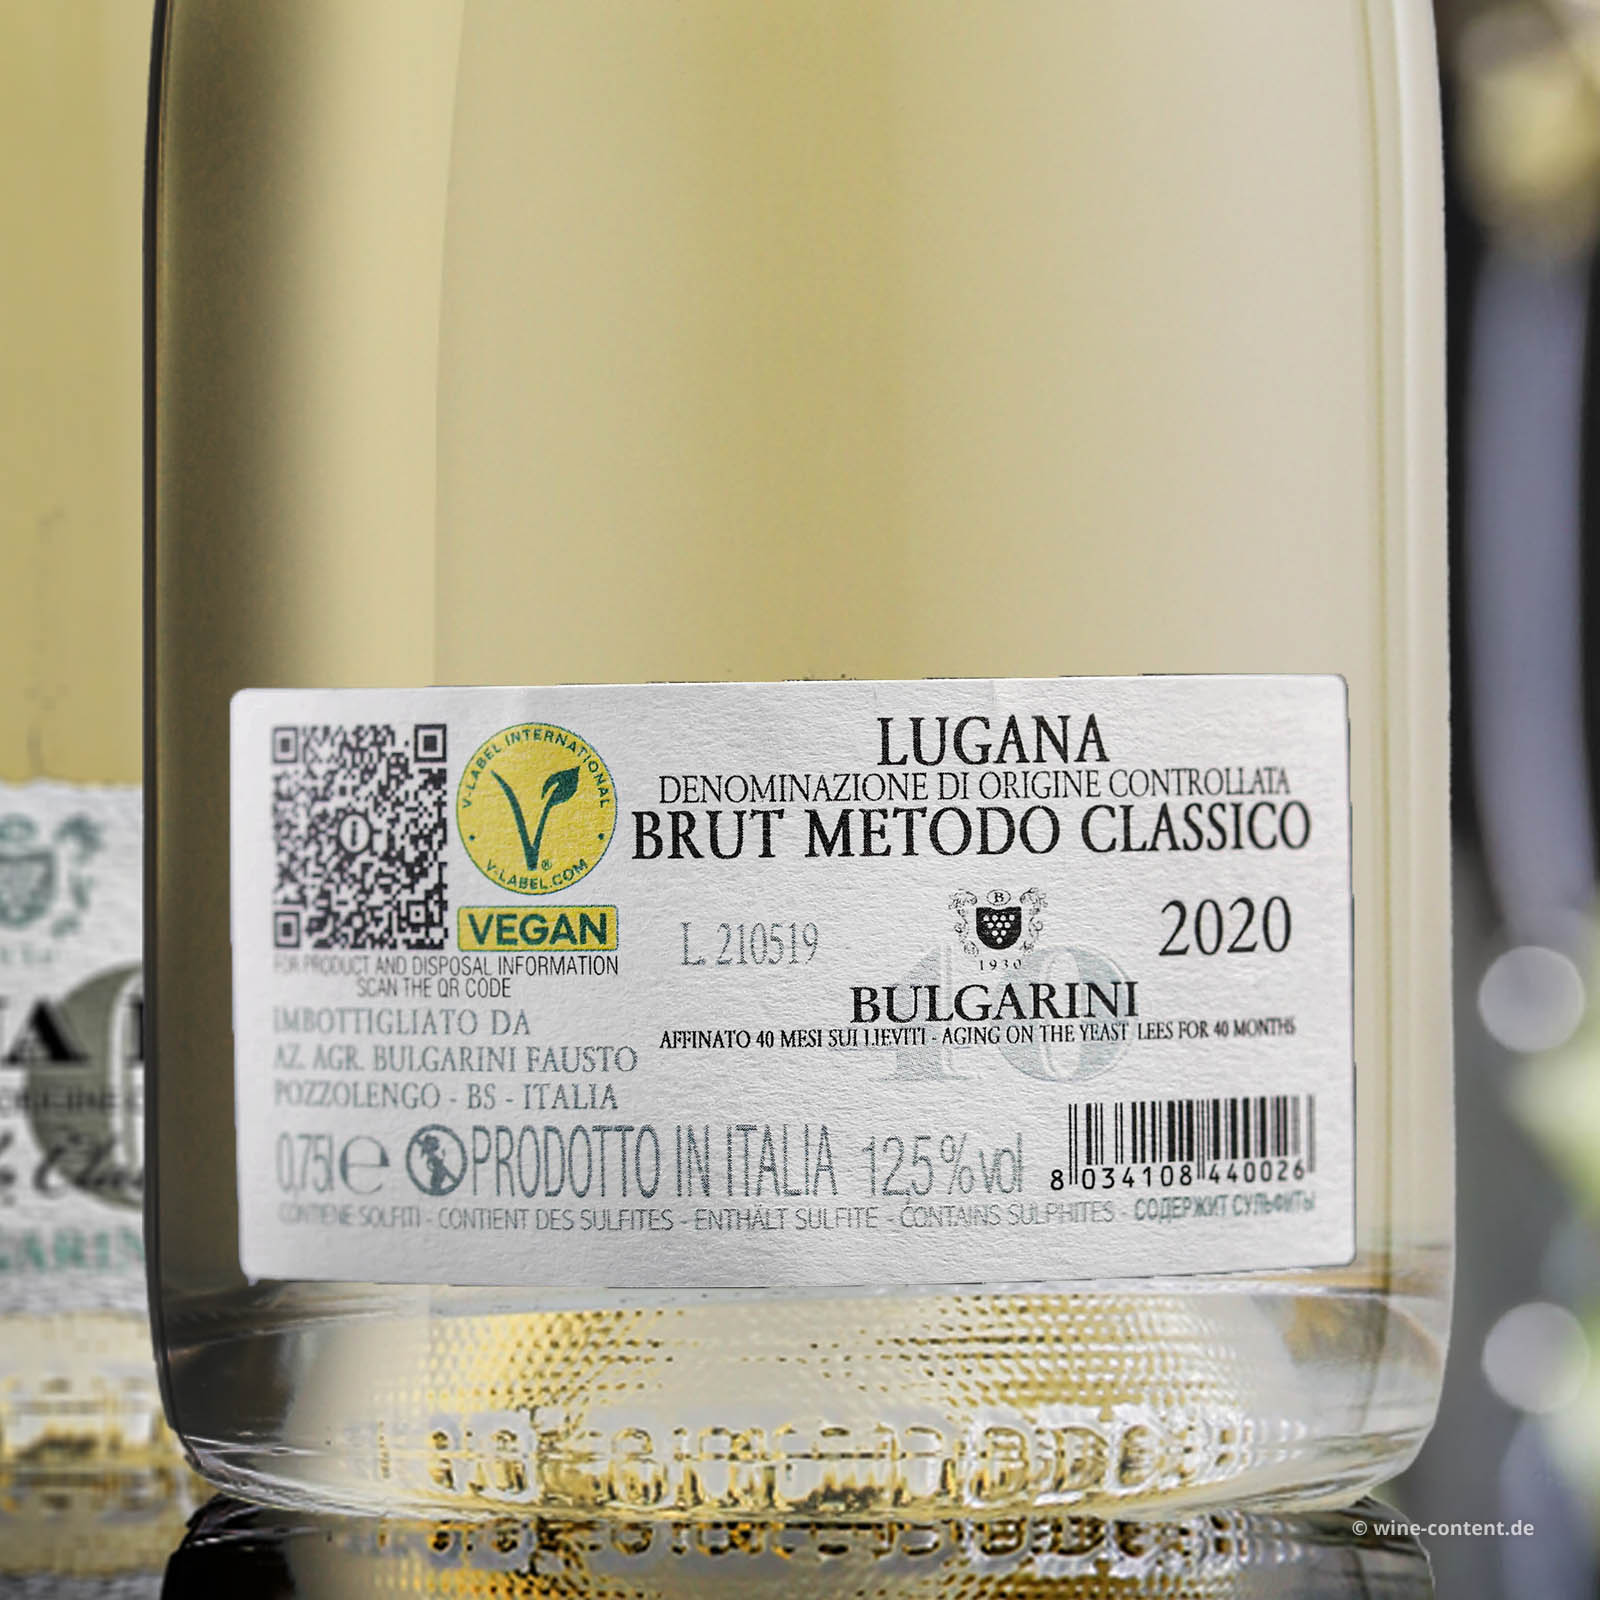 V-LABEL INTERNATIONAL
V-LABEL.COM
VEGAN
FOR PRODUCT AND DISPOSAL INFORMATION
SCAN THE QR CODE
IMBOTTIGLIATO DA
AZ. AGR. BULGARINI FAUSTO
POZZOLENGO - BS - ITALIA
LUGANA
DENOMINAZIONE DI ORIGINE CONTROLLATA
BRUT METODO CLASSICO
L. 210519
B
1930
2020
40
BULGARINI
AFFINATO 40 MESI SUI LIEVITI - AGING ON THE YEAST LEES FOR 40 MONTHS
0,75l e PRODOTTO IN ITALIA 12,5%vol
8 034108 440026
CONTIENE SOLFITI - CONTIENT DES SULFITES - ENTHÄLT SULFITE - CONTAINS SULPHITES - СОДЕРЖИТ СУЛЬФИТЫ
© wine-content.de